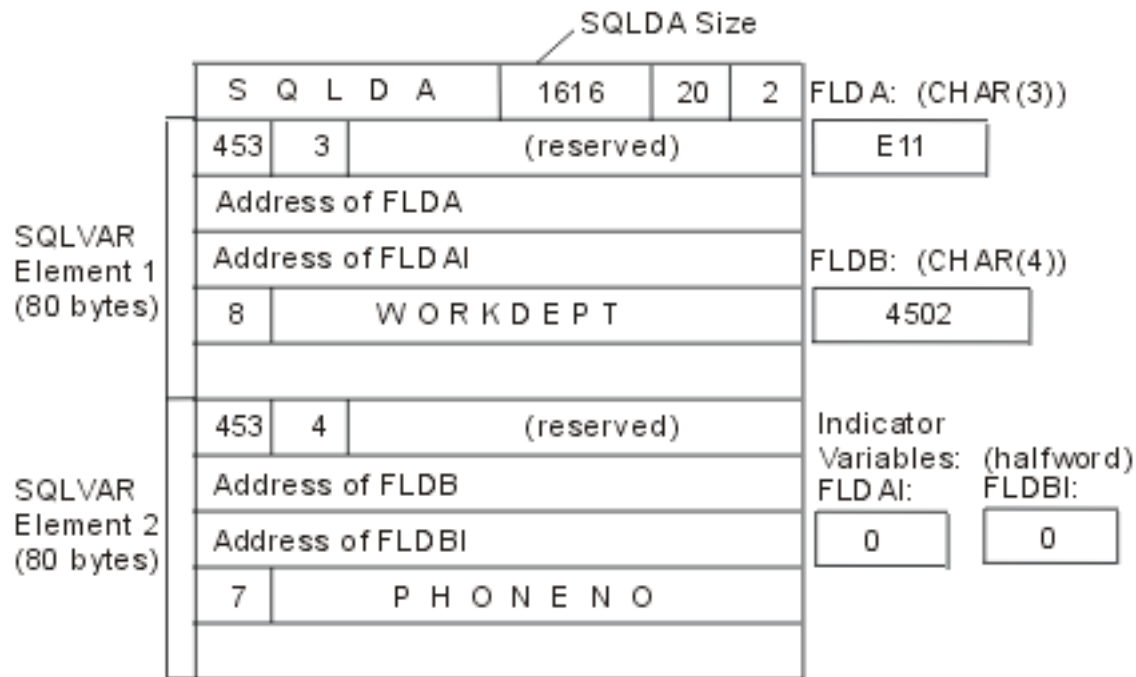 SQLDA Size
S Q L D A 1616 20 2
FLDA: (CHAR(3))
453 3 (reserved)
E11
Address of FLDA
SQLVAR
Element 1
(80 bytes)
Address of FLDAI
FLDB: (CHAR(4))
8 W O R K D E P T
4502
453 4 (reserved)
Indicator
Variables: (halfword)
FLDAI: FLDBI:
0 0
SQLVAR
Element 2
(80 bytes)
Address of FLDB
Address of FLDBI
7 P H O N E N O